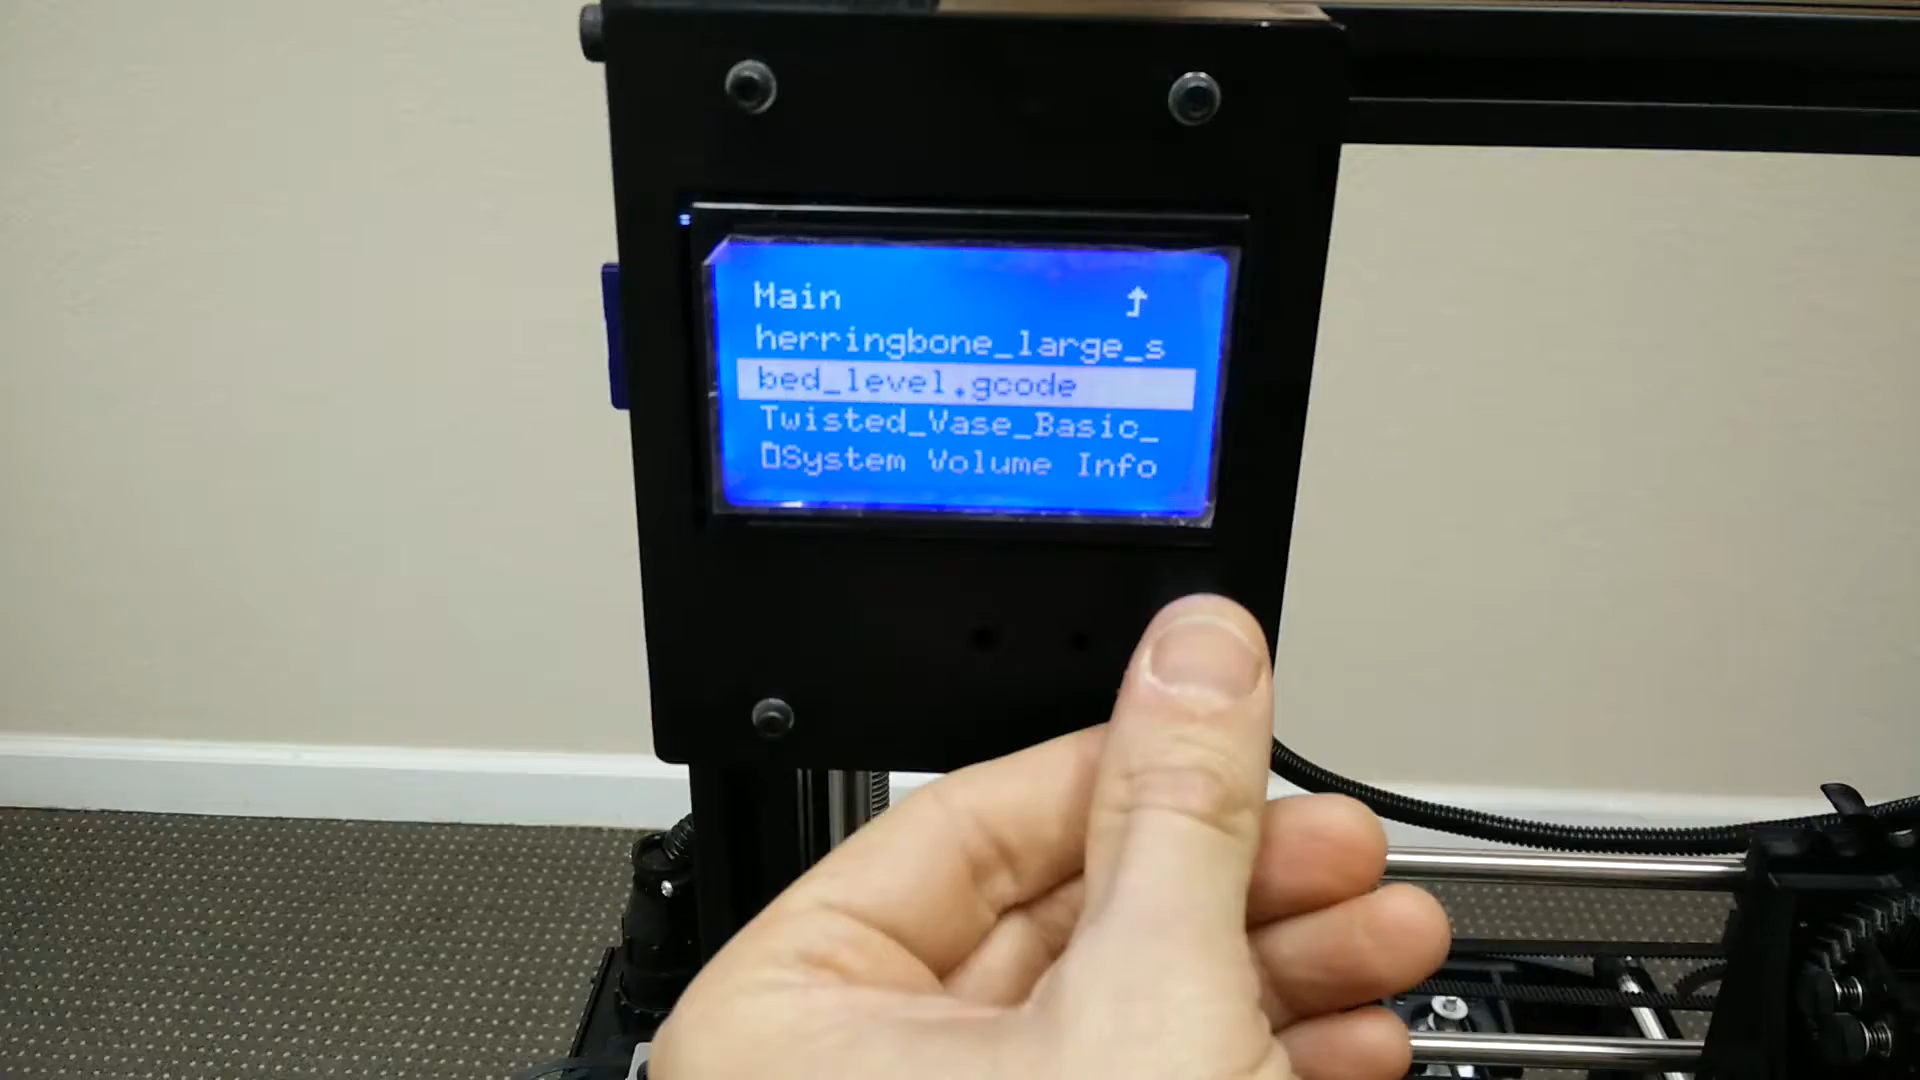 Main
herringbone_large_s
bed_level.gcode
Twisted_Vase_Basic_
System Volume Info